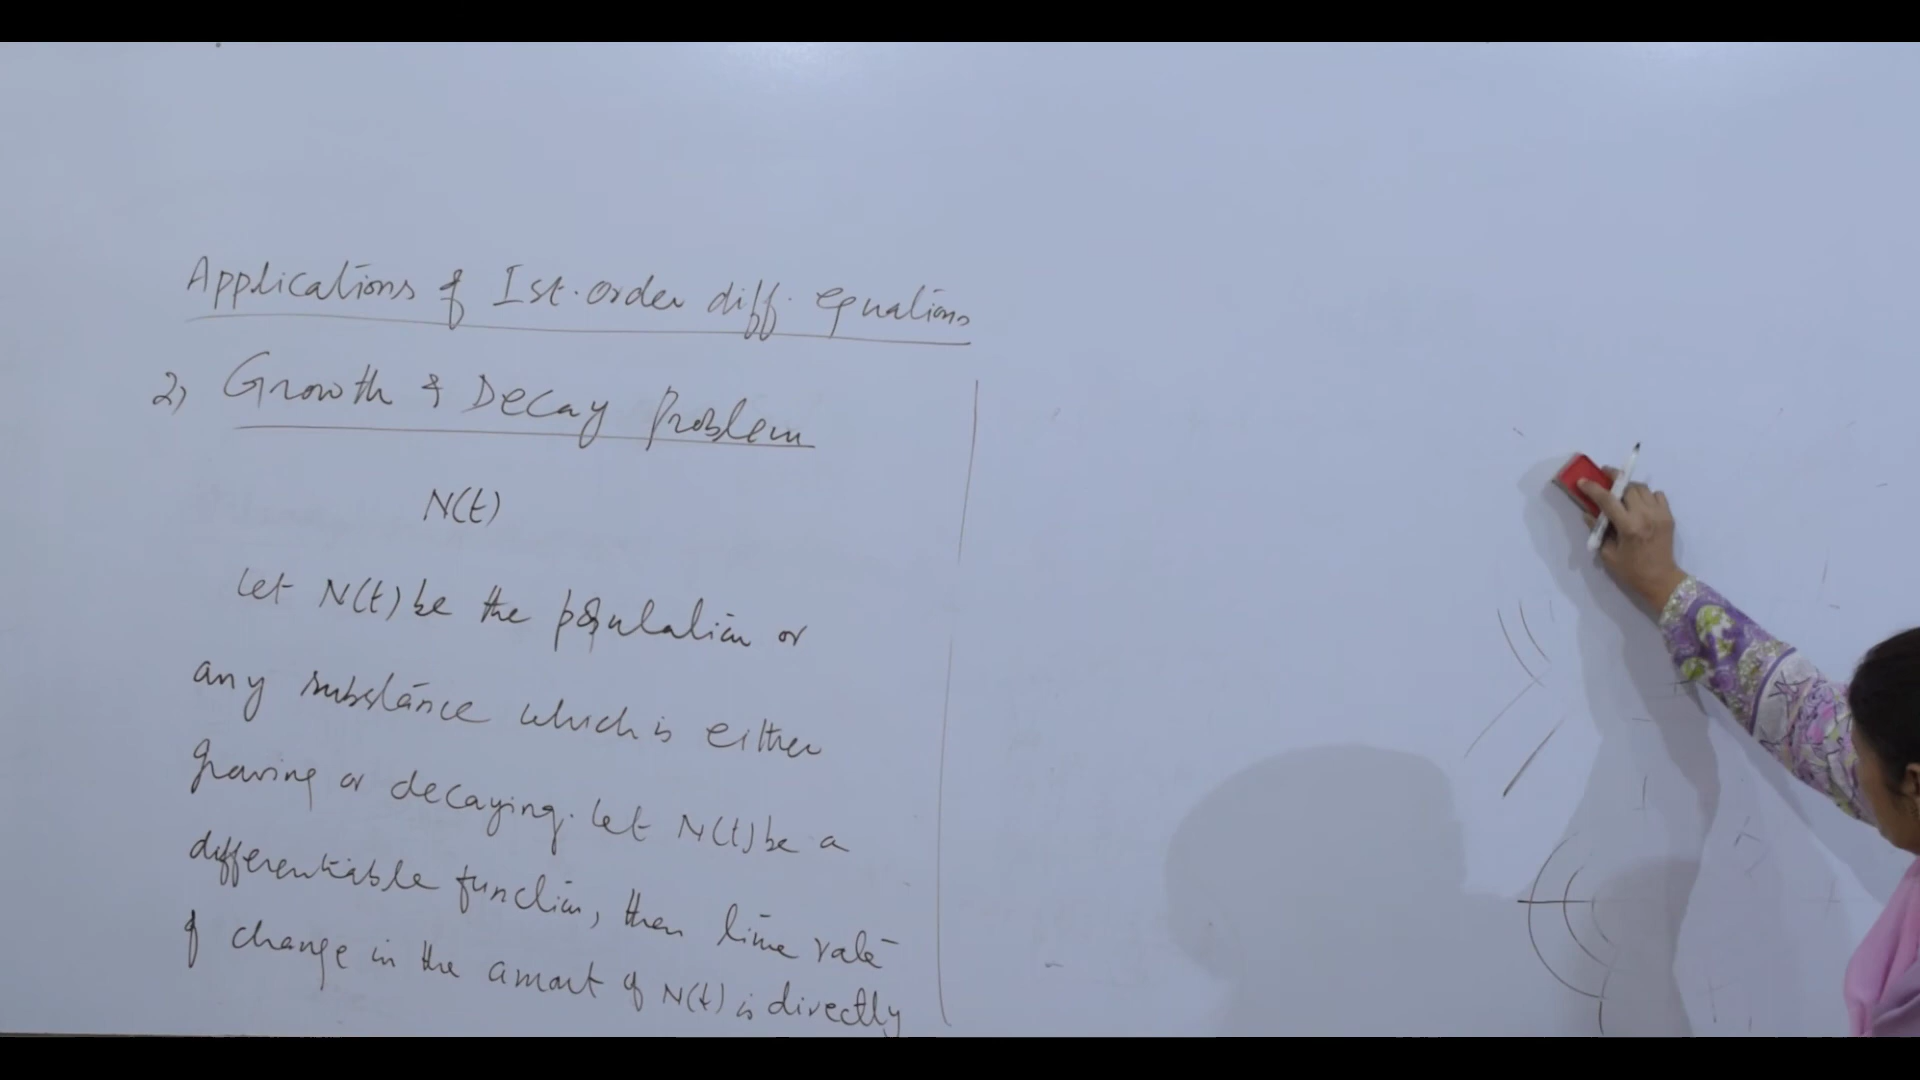 Applications of Ist. order diff. equations
2) Growth & Decay Problem
N(t)
Let N(t) be the population or
any substance which is either
growing or decaying. Let N(t) be a
differentiable function, then time rate
of change in the amout of N(t) is directly